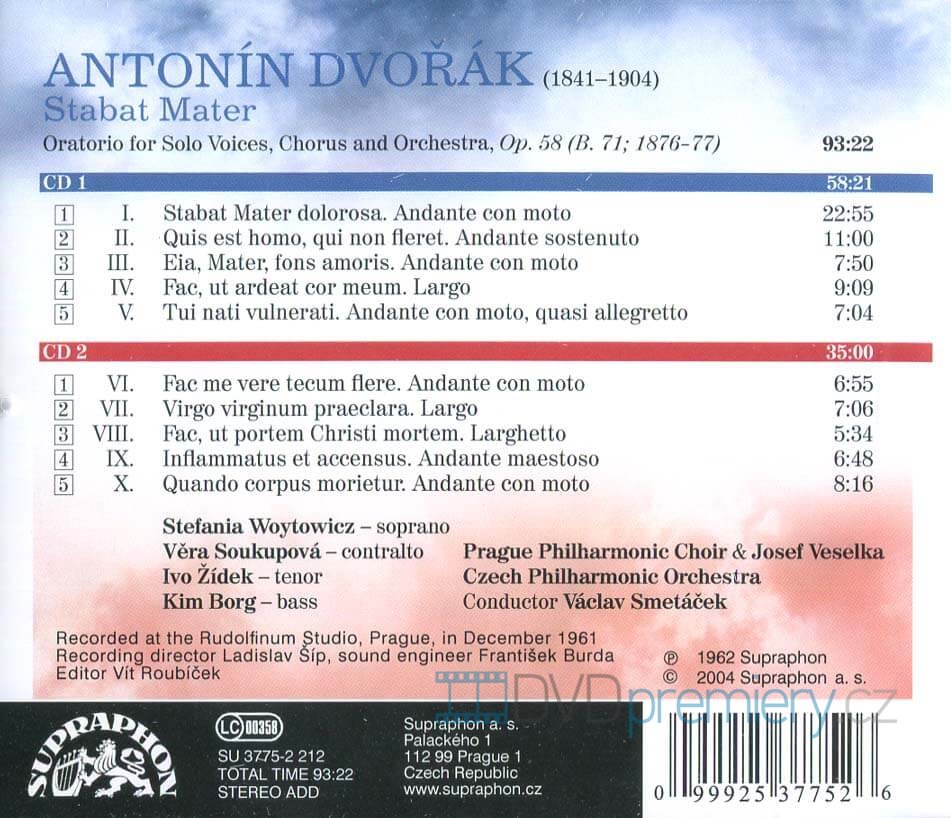 ANTONÍN DVOŘÁK (1841–1904)
Stabat Mater
Oratorio for Solo Voices, Chorus and Orchestra, Op. 58 (B. 71; 1876-77) 93:22
CD 1 58:21
1 I. Stabat Mater dolorosa. Andante con moto 22:55
2 II. Quis est homo, qui non fleret. Andante sostenuto 11:00
3 III. Eia, Mater, fons amoris. Andante con moto 7:50
4 IV. Fac, ut ardeat cor meum. Largo 9:09
5 V. Tui nati vulnerati. Andante con moto, quasi allegretto 7:04
CD 2 35:00
1 VI. Fac me vere tecum flere. Andante con moto 6:55
2 VII. Virgo virginum praeclara. Largo 7:06
3 VIII. Fac, ut portem Christi mortem. Larghetto 5:34
4 IX. Inflammatus et accensus. Andante maestoso 6:48
5 X. Quando corpus morietur. Andante con moto 8:16
Stefania Woytowicz – soprano
Věra Soukupová – contralto
Ivo Žídek – tenor
Kim Borg – bass
Prague Philharmonic Choir & Josef Veselka
Czech Philharmonic Orchestra
Conductor Václav Smetáček
Recorded at the Rudolfinum Studio, Prague, in December 1961
Recording director Ladislav Šíp, sound engineer František Burda
Editor Vít Roubíček
℗ 1962 Supraphon
© 2004 Supraphon a. s.
DVDpremiery.cz
SUPRAPHON
LC 00358
SU 3775-2 212
TOTAL TIME 93:22
STEREO ADD
Supraphon a. s.
Palackého 1
112 99 Prague 1
Czech Republic
www.supraphon.cz
0 99925 37752 6